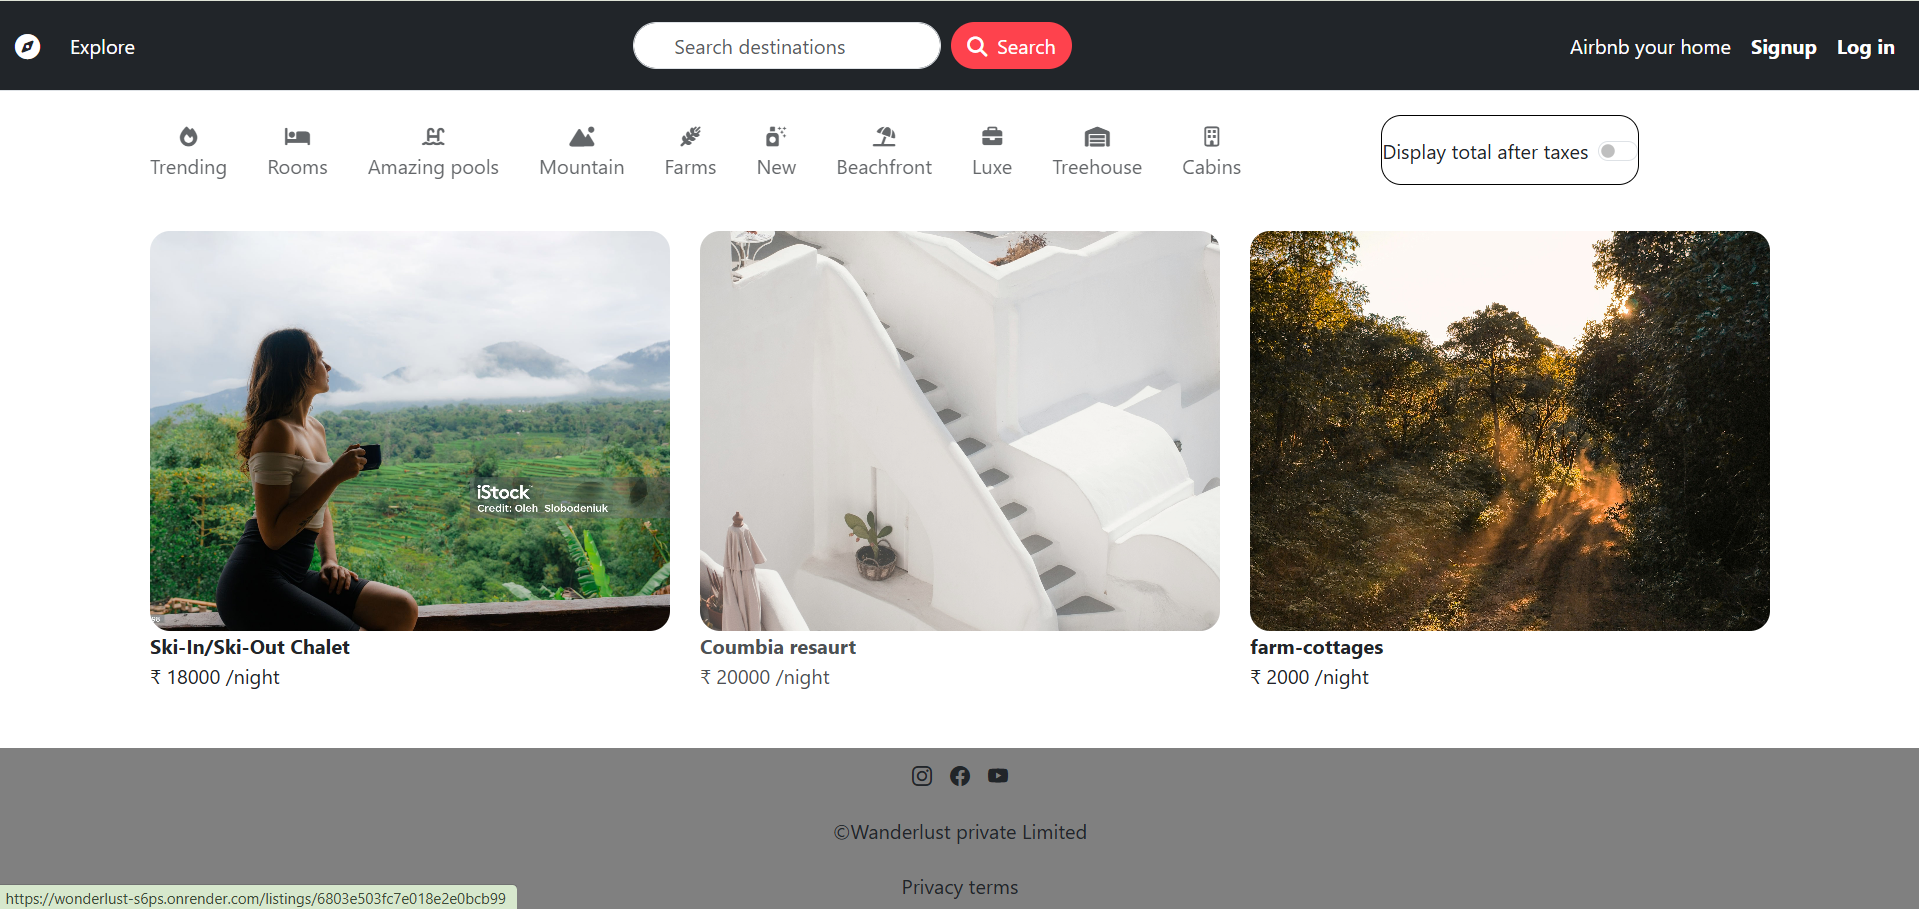 Explore
Search destinations
Search
Airbnb your home Signup Log in
Trending Rooms Amazing pools Mountain Farms New Beachfront Luxe Treehouse Cabins
Display total after taxes
iStock
Credit: Oleh Slobodeniuk
Ski-In/Ski-Out Chalet
₹ 18000 /night
Coumbia resaurt
₹ 20000 /night
farm-cottages
₹ 2000 /night
©Wanderlust private Limited
Privacy terms
https://wonderlust-s6ps.onrender.com/listings/6803e503fc7e018e2e0bcb99